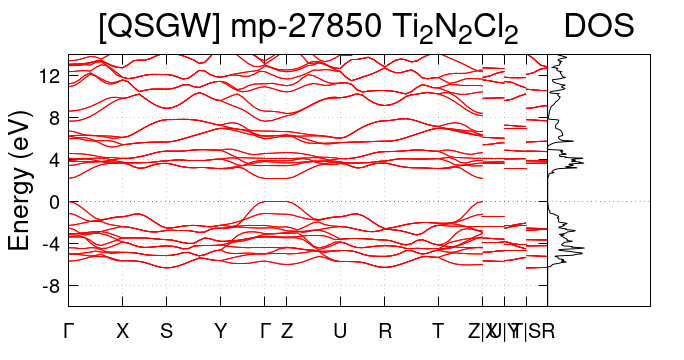 [QSGW] mp-27850 Ti₂N₂Cl₂ DOS
Energy (eV)
12
8
4
0
-4
-8
Γ X S Y Γ Z U R T Z|X U|Y T|S R